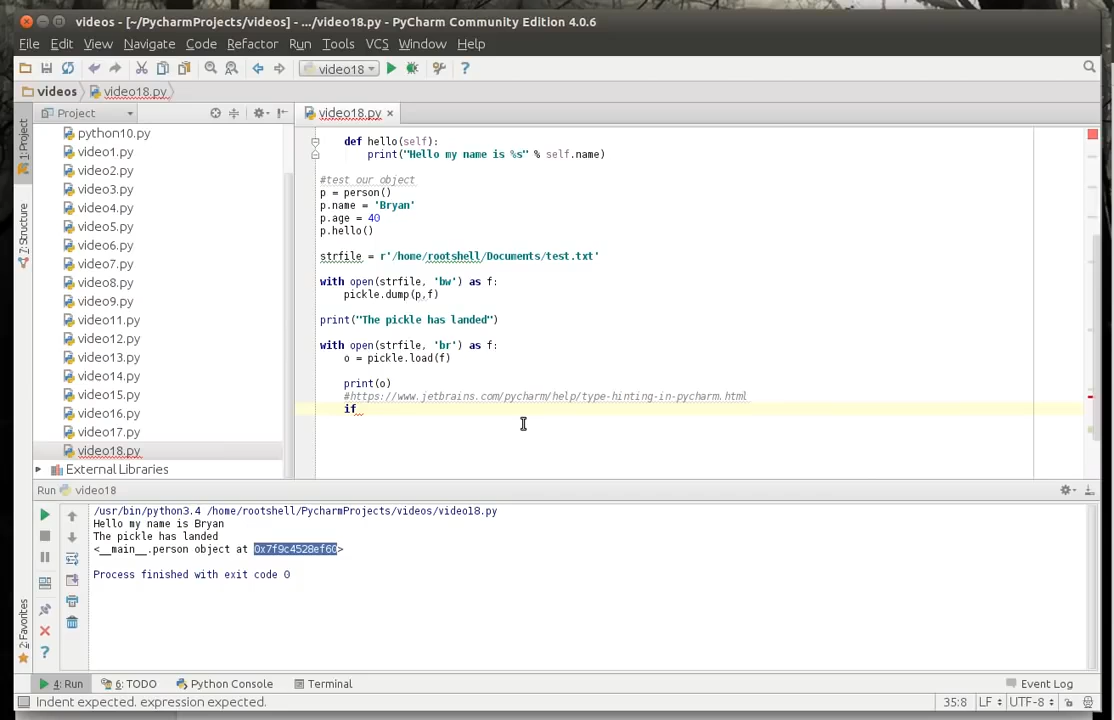 videos - [~/PycharmProjects/videos] - .../video18.py - PyCharm Community Edition 4.0.6
File Edit View Navigate Code Refactor Run Tools VCS Window Help
video18
videos video18.py
Project
video18.py
1: Project
7: Structure
2: Favorites
python10.py
video1.py
video2.py
video3.py
video4.py
video5.py
video6.py
video7.py
video8.py
video9.py
video11.py
video12.py
video13.py
video14.py
video15.py
video16.py
video17.py
video18.py
External Libraries
def hello(self):
print("Hello my name is %s" % self.name)
#test our object
p = person()
p.name = 'Bryan'
p.age = 40
p.hello()
strfile = r'/home/rootshell/Documents/test.txt'
with open(strfile, 'bw') as f:
pickle.dump(p,f)
print("The pickle has landed")
with open(strfile, 'br') as f:
o = pickle.load(f)
print(o)
#https://www.jetbrains.com/pycharm/help/type-hinting-in-pycharm.html
if
Run video18
/usr/bin/python3.4 /home/rootshell/PycharmProjects/videos/video18.py
Hello my name is Bryan
The pickle has landed
<__main__.person object at 0x7f9c4528ef60>
Process finished with exit code 0
4: Run 6: TODO Python Console Terminal Event Log
Indent expected. expression expected. 35:8 LF UTF-8